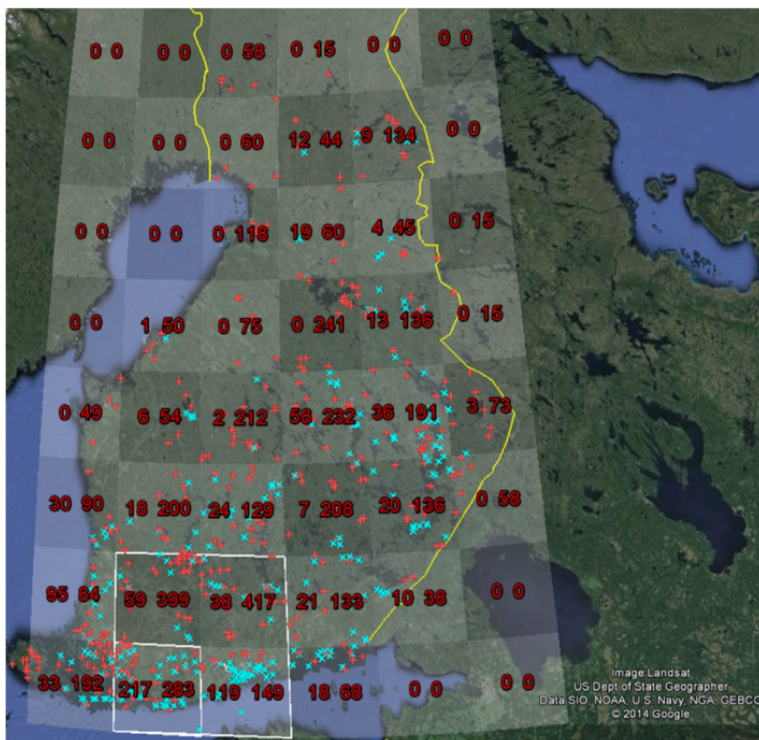 0 0 0 0 0 58 0 15 0 0 0 0
0 0 0 0 0 60 12 44 9 134 0 0
0 0 0 0 0 118 19 60 4 45 0 15
0 0 1 50 0 75 0 241 13 136 0 15
0 49 6 54 2 212 58 232 36 191 3 73
30 90 18 200 24 129 7 208 20 136 0 58
95 84 59 399 38 417 21 133 10 38 0 0
33 192 217 283 119 149 18 68 0 0 0 0
Image Landsat
US Dept of State Geographer
Data SIO, NOAA, U.S. Navy, NGA, GEBCO
© 2014 Google